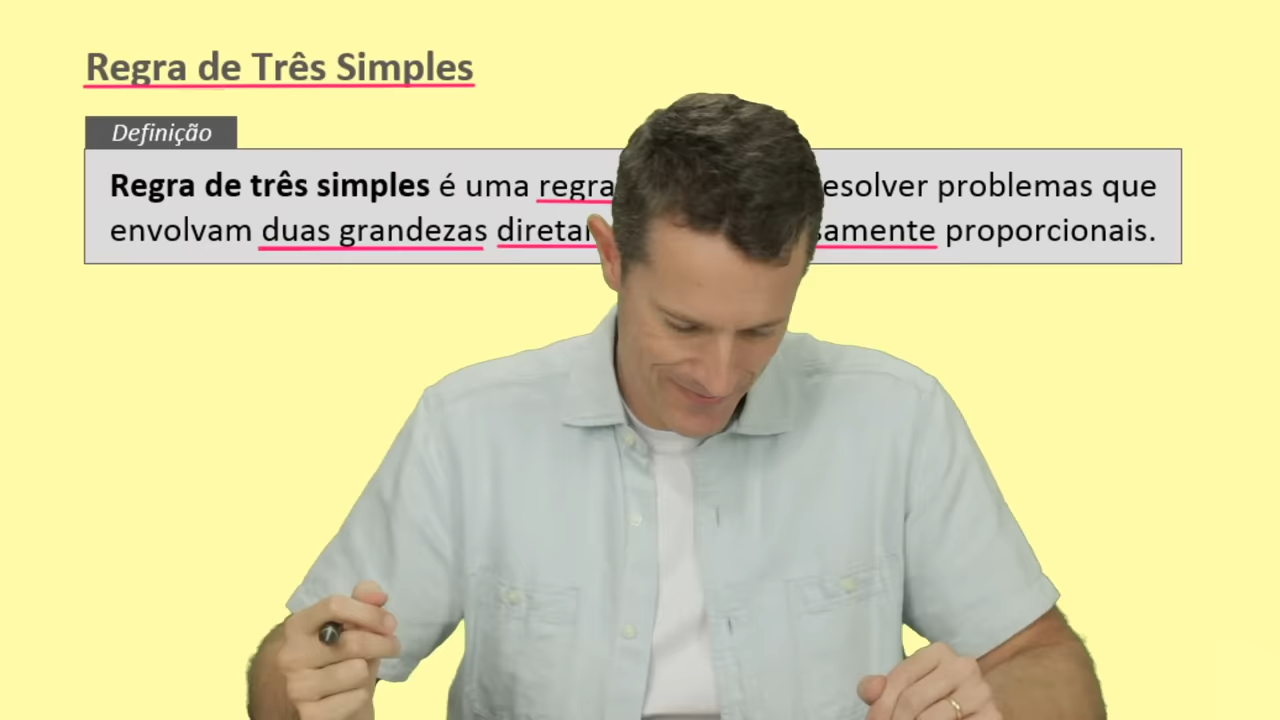 Regra de Três Simples
Definição
Regra de três simples é uma regra esolver problemas que
envolvam duas grandezas diretar samente proporcionais.